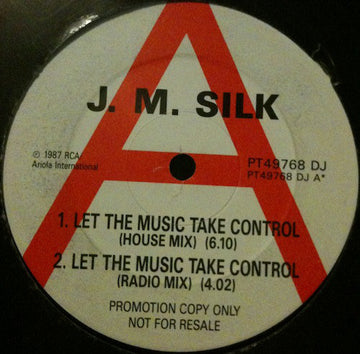 A
J. M. SILK
℗ 1987 RCA/
Ariola International
PT49768 DJ
PT49768 DJ A*
1. LET THE MUSIC TAKE CONTROL
(HOUSE MIX) (6.10)
2. LET THE MUSIC TAKE CONTROL
(RADIO MIX) (4.02)
PROMOTION COPY ONLY
NOT FOR RESALE